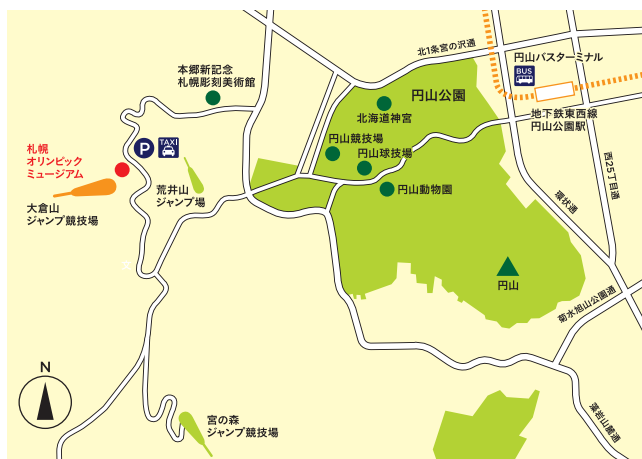 北1条宮の沢通
円山バスターミナル
BUS
本郷新記念
札幌彫刻美術館
円山公園
北海道神宮
地下鉄東西線
円山公園駅
円山競技場
円山球技場
P
TAXI
札幌
オリンピック
ミュージアム
西25丁目通
荒井山
ジャンプ場
円山動物園
環状通
大倉山
ジャンプ競技場
円山
菊水旭山公園通
N
宮の森
ジャンプ競技場
藻岩山麓通